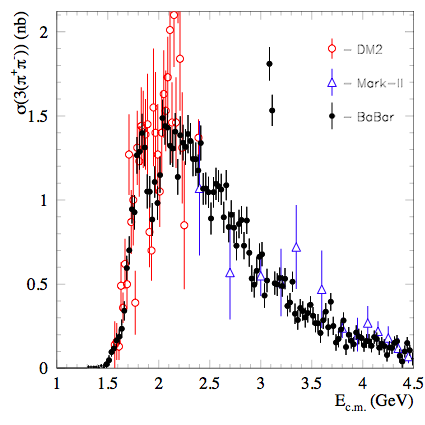 σ(3(π⁺π⁻)) (nb)
2
1.5
1
0.5
0
DM2
Mark-II
BaBar
1 1.5 2 2.5 3 3.5 4 4.5
E_c.m. (GeV)